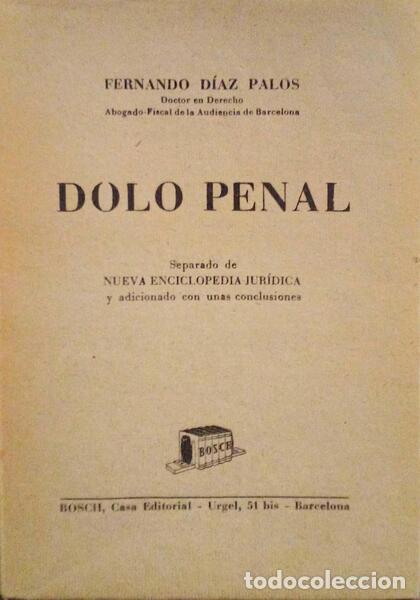 FERNANDO DÍAZ PALOS
Doctor en Derecho
Abogado-Fiscal de la Audiencia de Barcelona
DOLO PENAL
Separado de
NUEVA ENCICLOPEDIA JURÍDICA
y adicionado con unas conclusiones
BOSCH
BOSCH, Casa Editorial - Urgel, 51 bis - Barcelona
todocoleccion